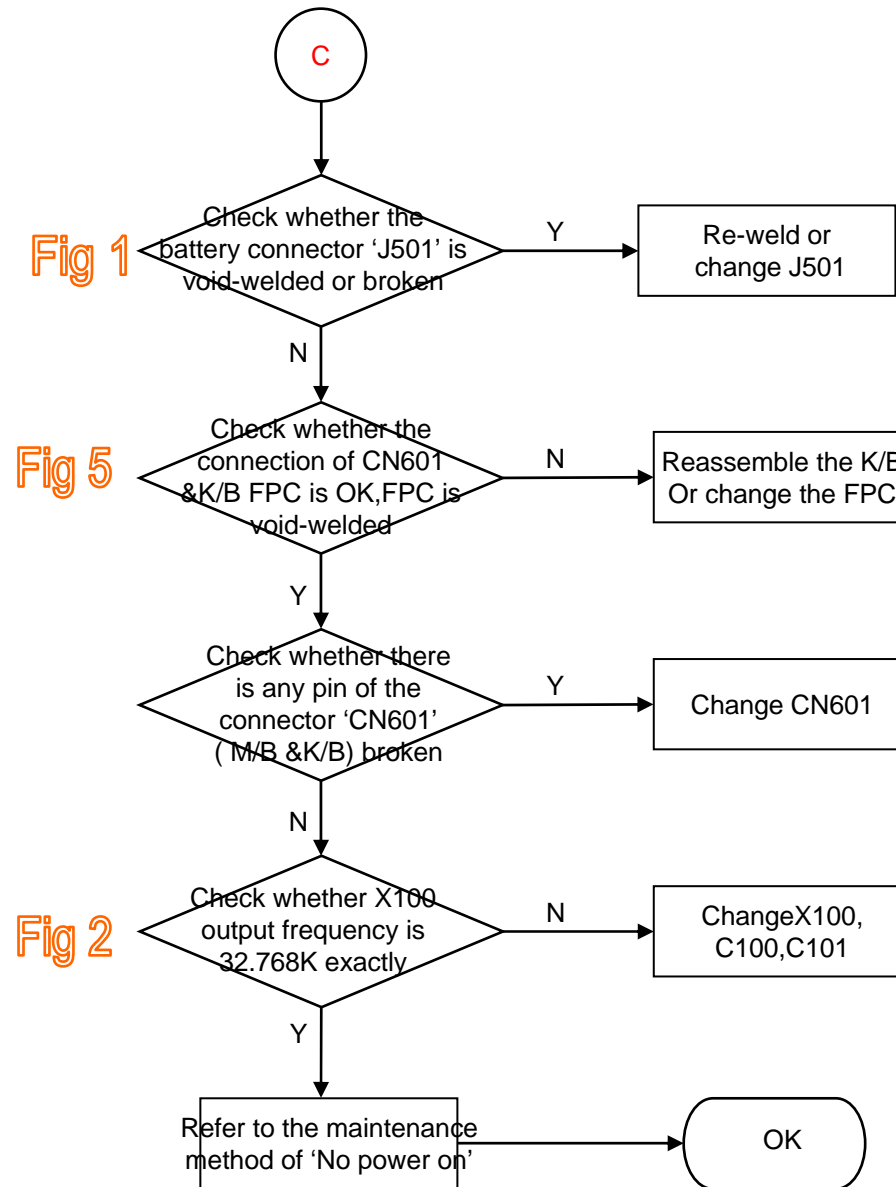 C
Fig 1
Check whether the
battery connector ‘J501’ is
void-welded or broken
Y
Re-weld or
change J501
N
Fig 5
Check whether the
connection of CN601
&K/B FPC is OK,FPC is
void-welded
N
Reassemble the K/B
Or change the FPC
Y
Check whether there
is any pin of the
connector ‘CN601’
( M/B &K/B) broken
Y
Change CN601
N
Fig 2
Check whether X100
output frequency is
32.768K exactly
N
ChangeX100,
C100,C101
Y
Refer to the maintenance
method of ‘No power on’
OK